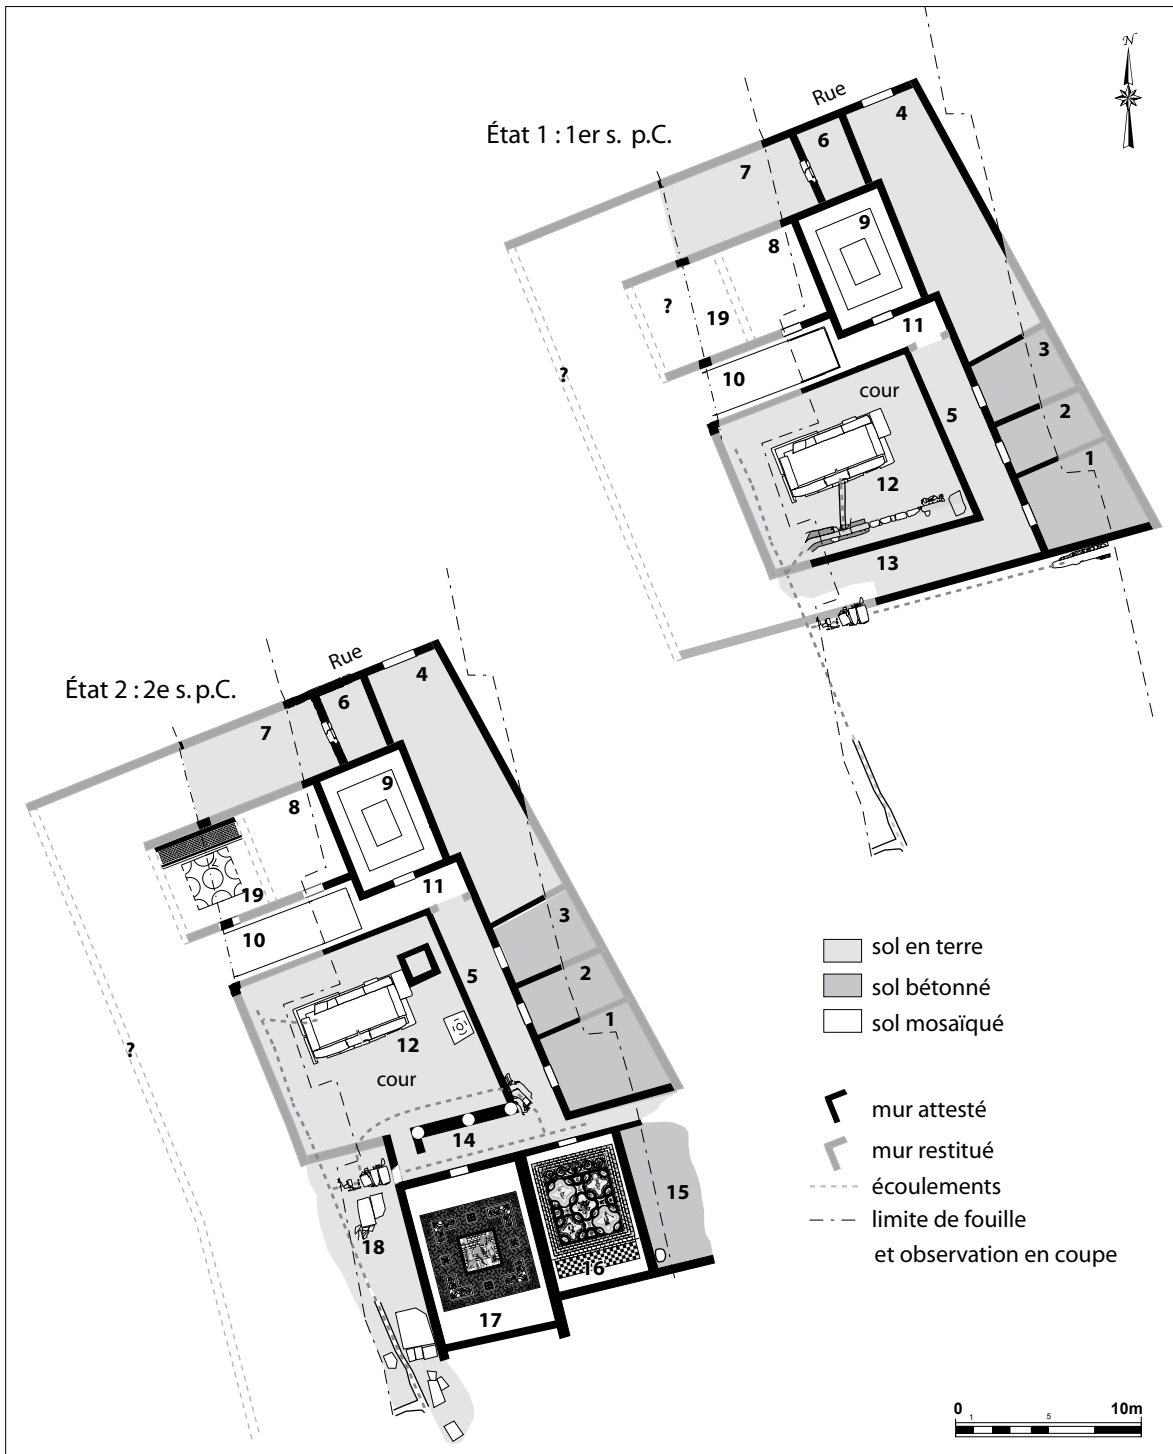 N
État 1 : 1er s. p.C.
Rue
4
6
7
9
8
?
19
11
3
10
cour
?
5
2
1
12
13
État 2 : 2e s. p.C.
Rue
4
6
7
9
8
19
11
3
10
5
2
1
12
?
cour
14
15
18
16
17
sol en terre
sol bétonné
sol mosaïqué
mur attesté
mur restitué
écoulements
limite de fouille
et observation en coupe
0 10m
1 5